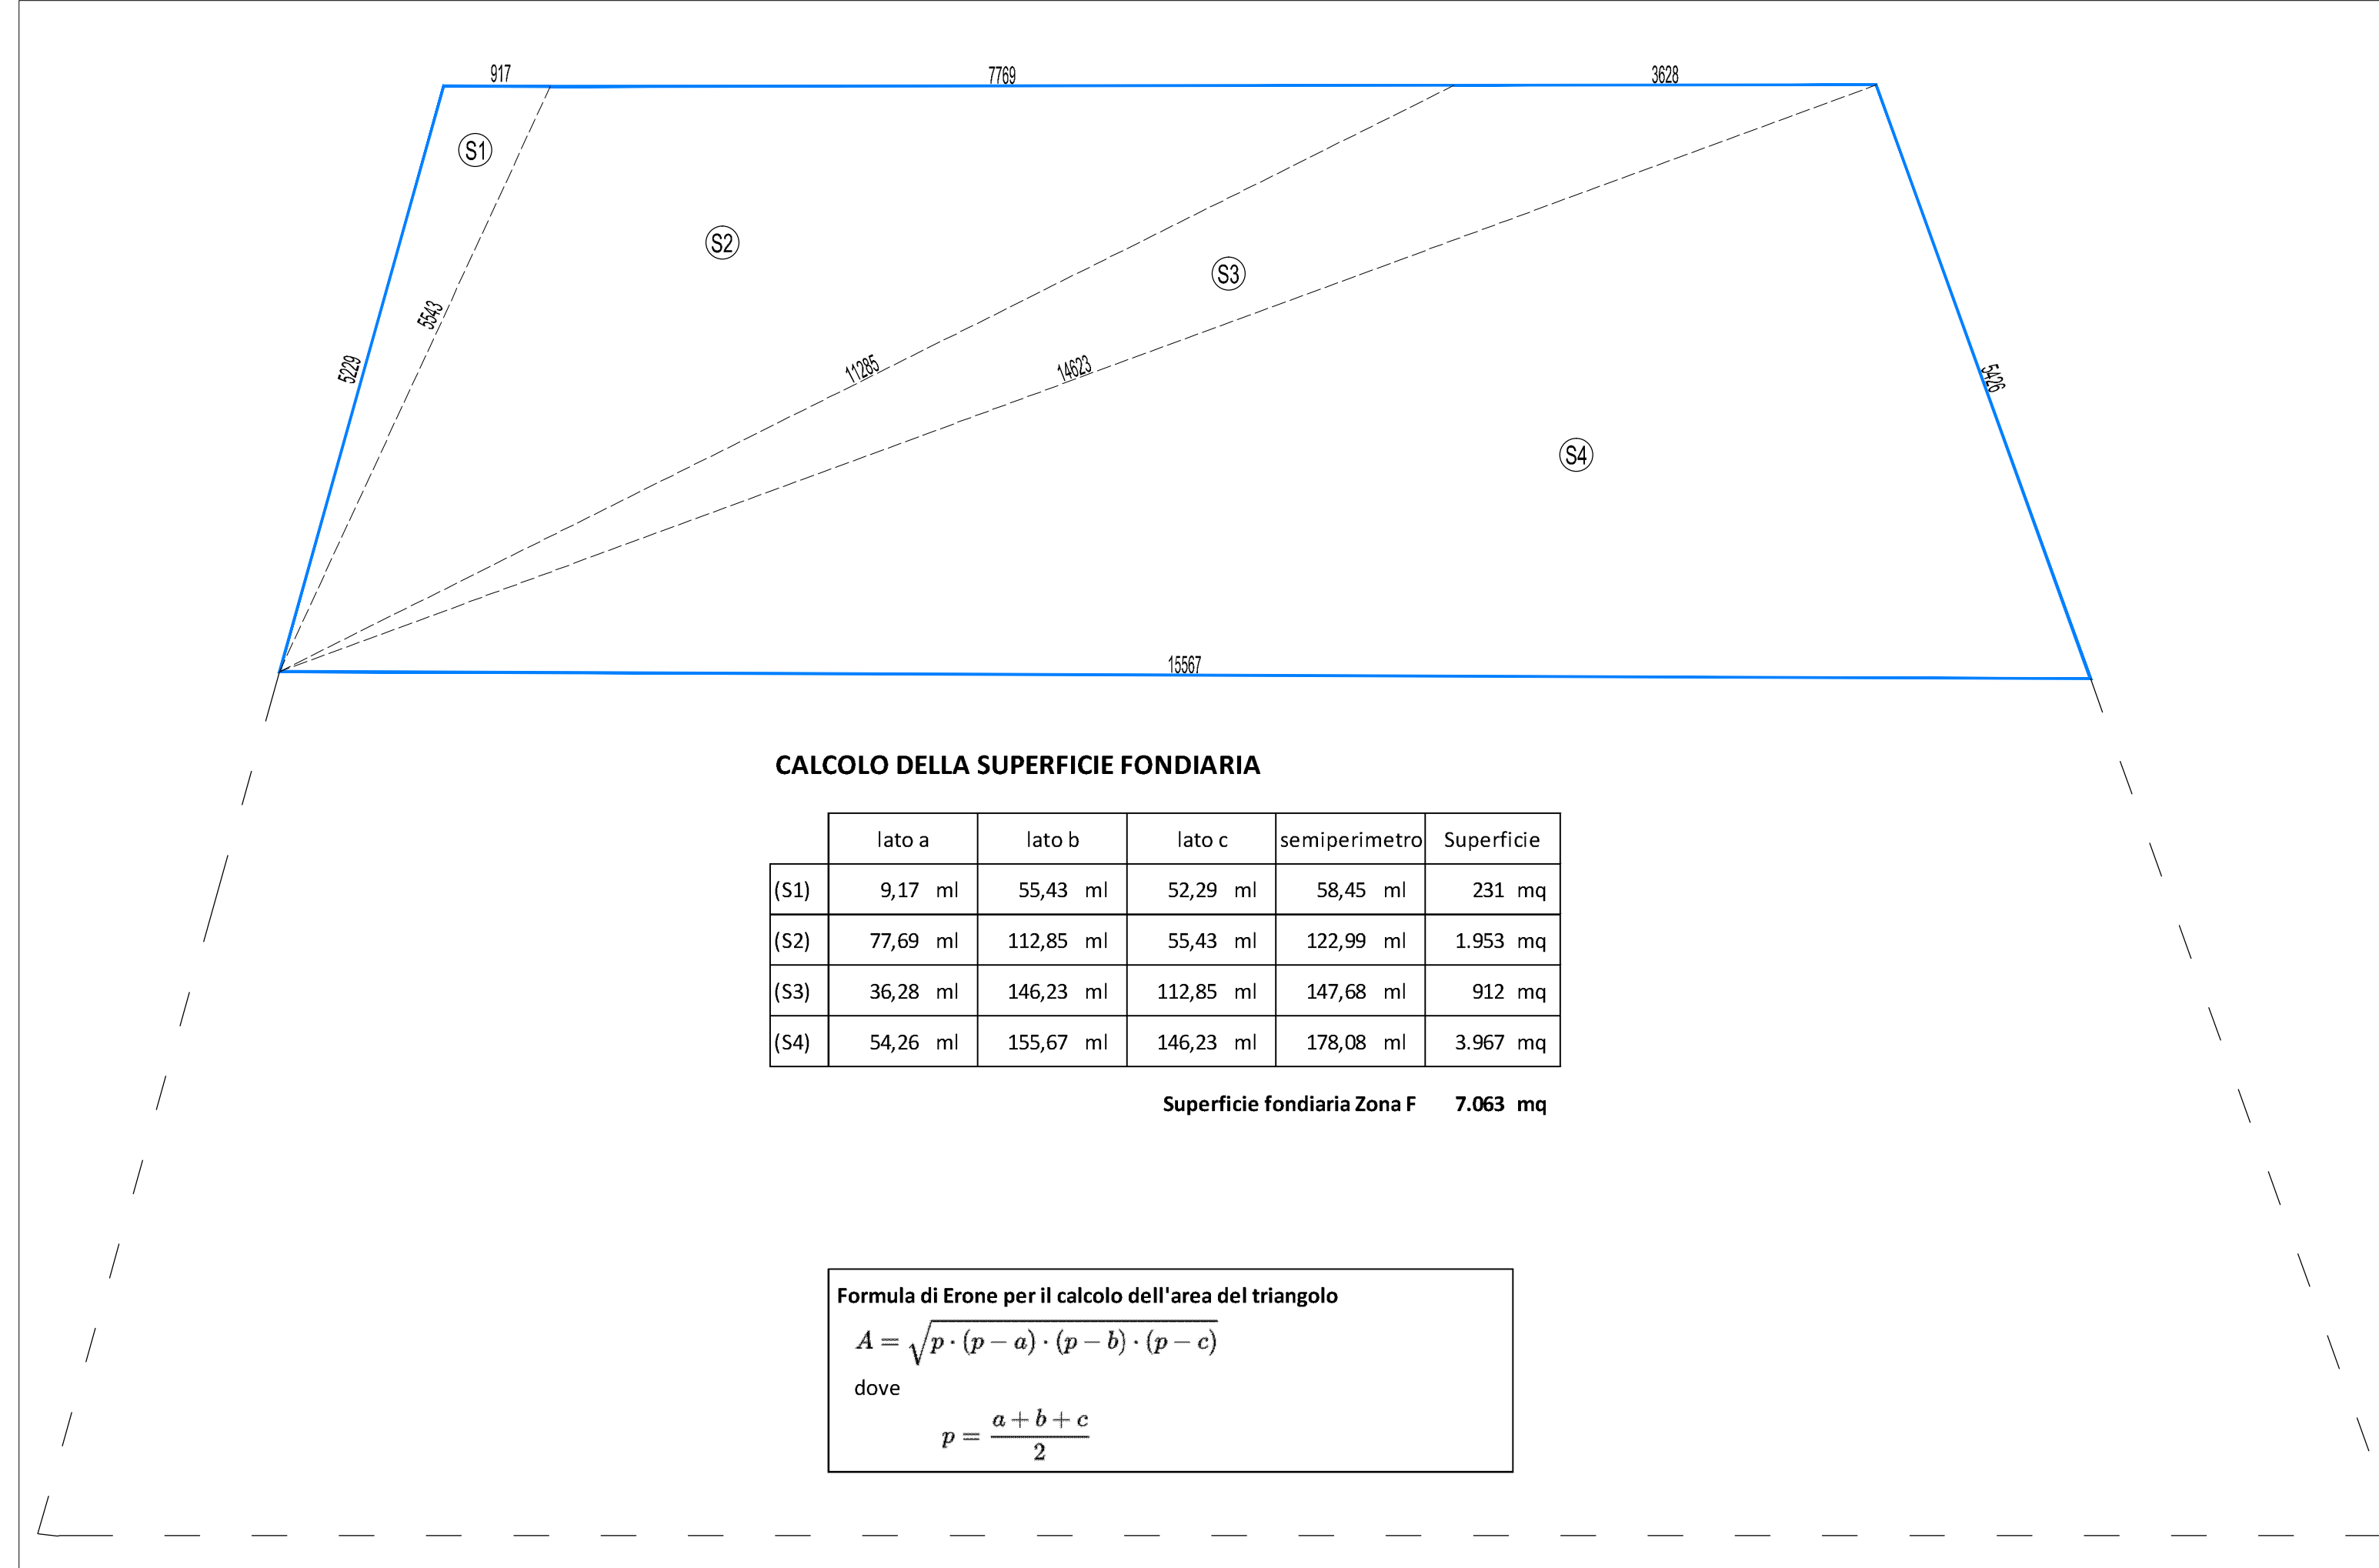 917
7769
3628
S1
S2
S3
5543
5229
11285
14623
5426
S4
15567
CALCOLO DELLA SUPERFICIE FONDIARIA
lato a lato b lato c semiperimetro Superficie
(S1) 9,17 ml 55,43 ml 52,29 ml 58,45 ml 231 mq
(S2) 77,69 ml 112,85 ml 55,43 ml 122,99 ml 1.953 mq
(S3) 36,28 ml 146,23 ml 112,85 ml 147,68 ml 912 mq
(S4) 54,26 ml 155,67 ml 146,23 ml 178,08 ml 3.967 mq
Superficie fondiaria Zona F 7.063 mq
Formula di Erone per il calcolo dell'area del triangolo
A = √p · (p − a) · (p − b) · (p − c)
dove
p = a + b + c
2